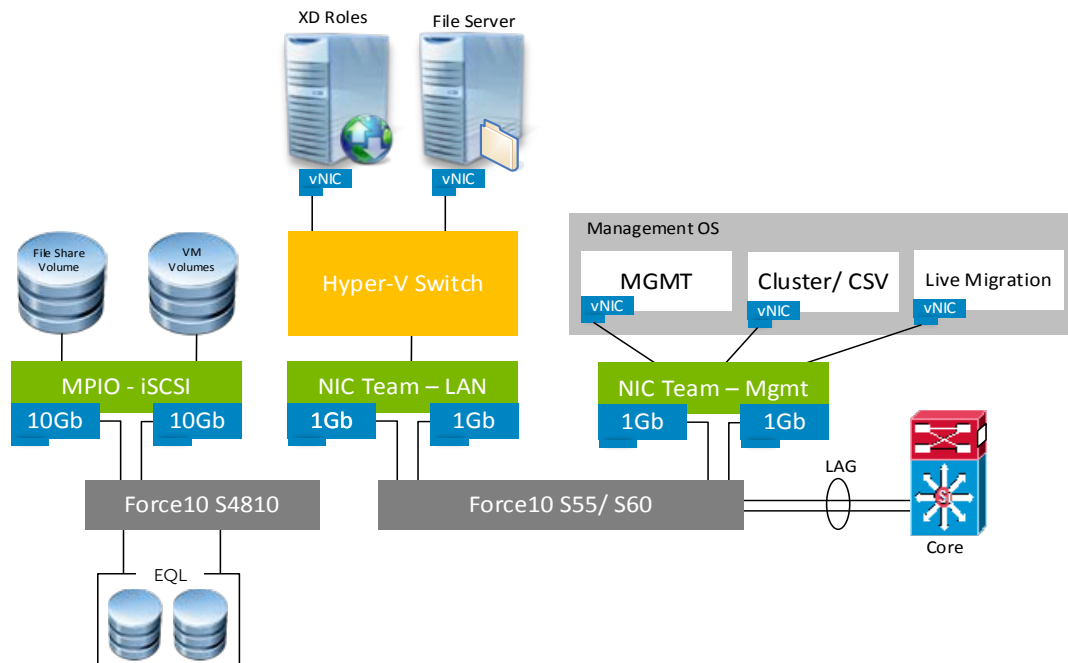 XD Roles
File Server
vNIC
vNIC
File Share
Volume
VM
Volumes
Hyper-V Switch
Management OS
MGMT
Cluster/ CSV
Live Migration
vNIC
vNIC
vNIC
MPIO - iSCSI
NIC Team – LAN
NIC Team – Mgmt
10Gb
10Gb
1Gb
1Gb
1Gb
1Gb
LAG
Si
Force10 S4810
Force10 S55/ S60
Core
EQL